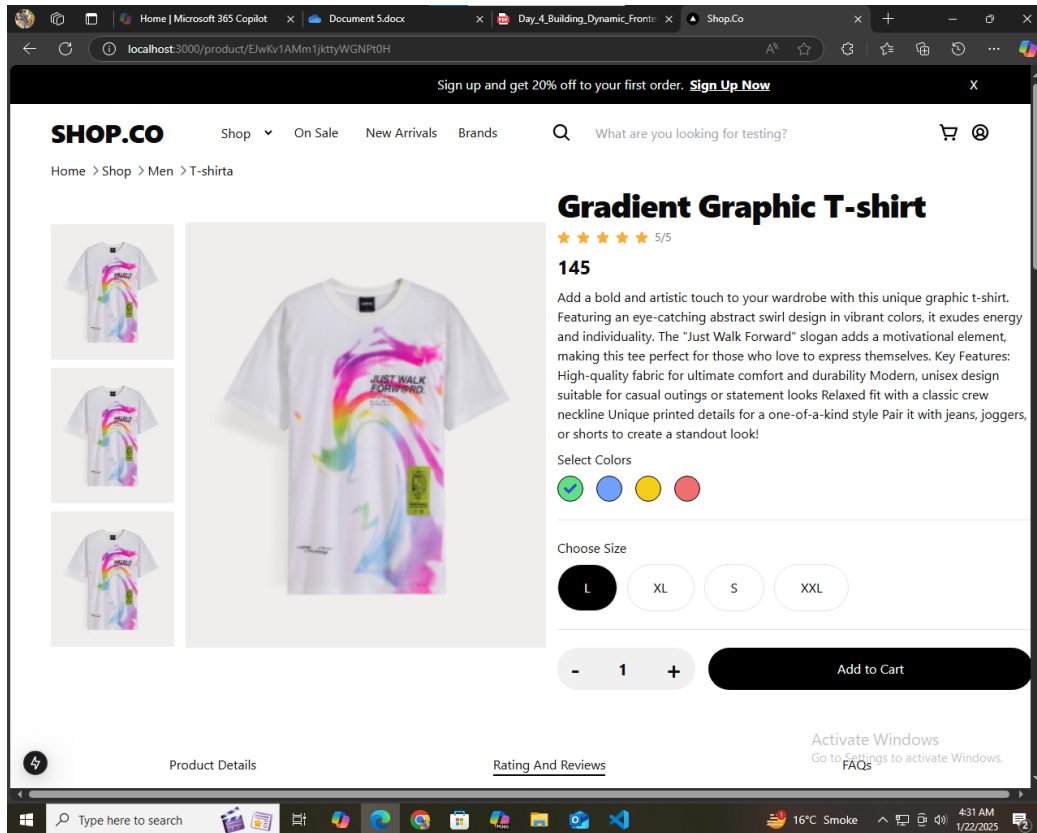 Home | Microsoft 365 Copilot
Document 5.docx
Day_4_Building_Dynamic_Fronte
Shop.Co
localhost:3000/product/EJwKv1AMm1jkttyWGNPt0H
Sign up and get 20% off to your first order. Sign Up Now X
SHOP.CO Shop On Sale New Arrivals Brands What are you looking for testing?
Home > Shop > Men > T-shirta
Gradient Graphic T-shirt
5/5
145
Add a bold and artistic touch to your wardrobe with this unique graphic t-shirt.
Featuring an eye-catching abstract swirl design in vibrant colors, it exudes energy
and individuality. The "Just Walk Forward" slogan adds a motivational element,
making this tee perfect for those who love to express themselves. Key Features:
High-quality fabric for ultimate comfort and durability Modern, unisex design
suitable for casual outings or statement looks Relaxed fit with a classic crew
neckline Unique printed details for a one-of-a-kind style Pair it with jeans, joggers,
or shorts to create a standout look!
JUST WALK
FORWARD.
Select Colors
Choose Size
L XL S XXL
- 1 + Add to Cart
Activate Windows
Go to Settings to activate Windows.
Product Details Rating And Reviews FAQs
Type here to search
16°C Smoke
4:31 AM
1/22/2025
2